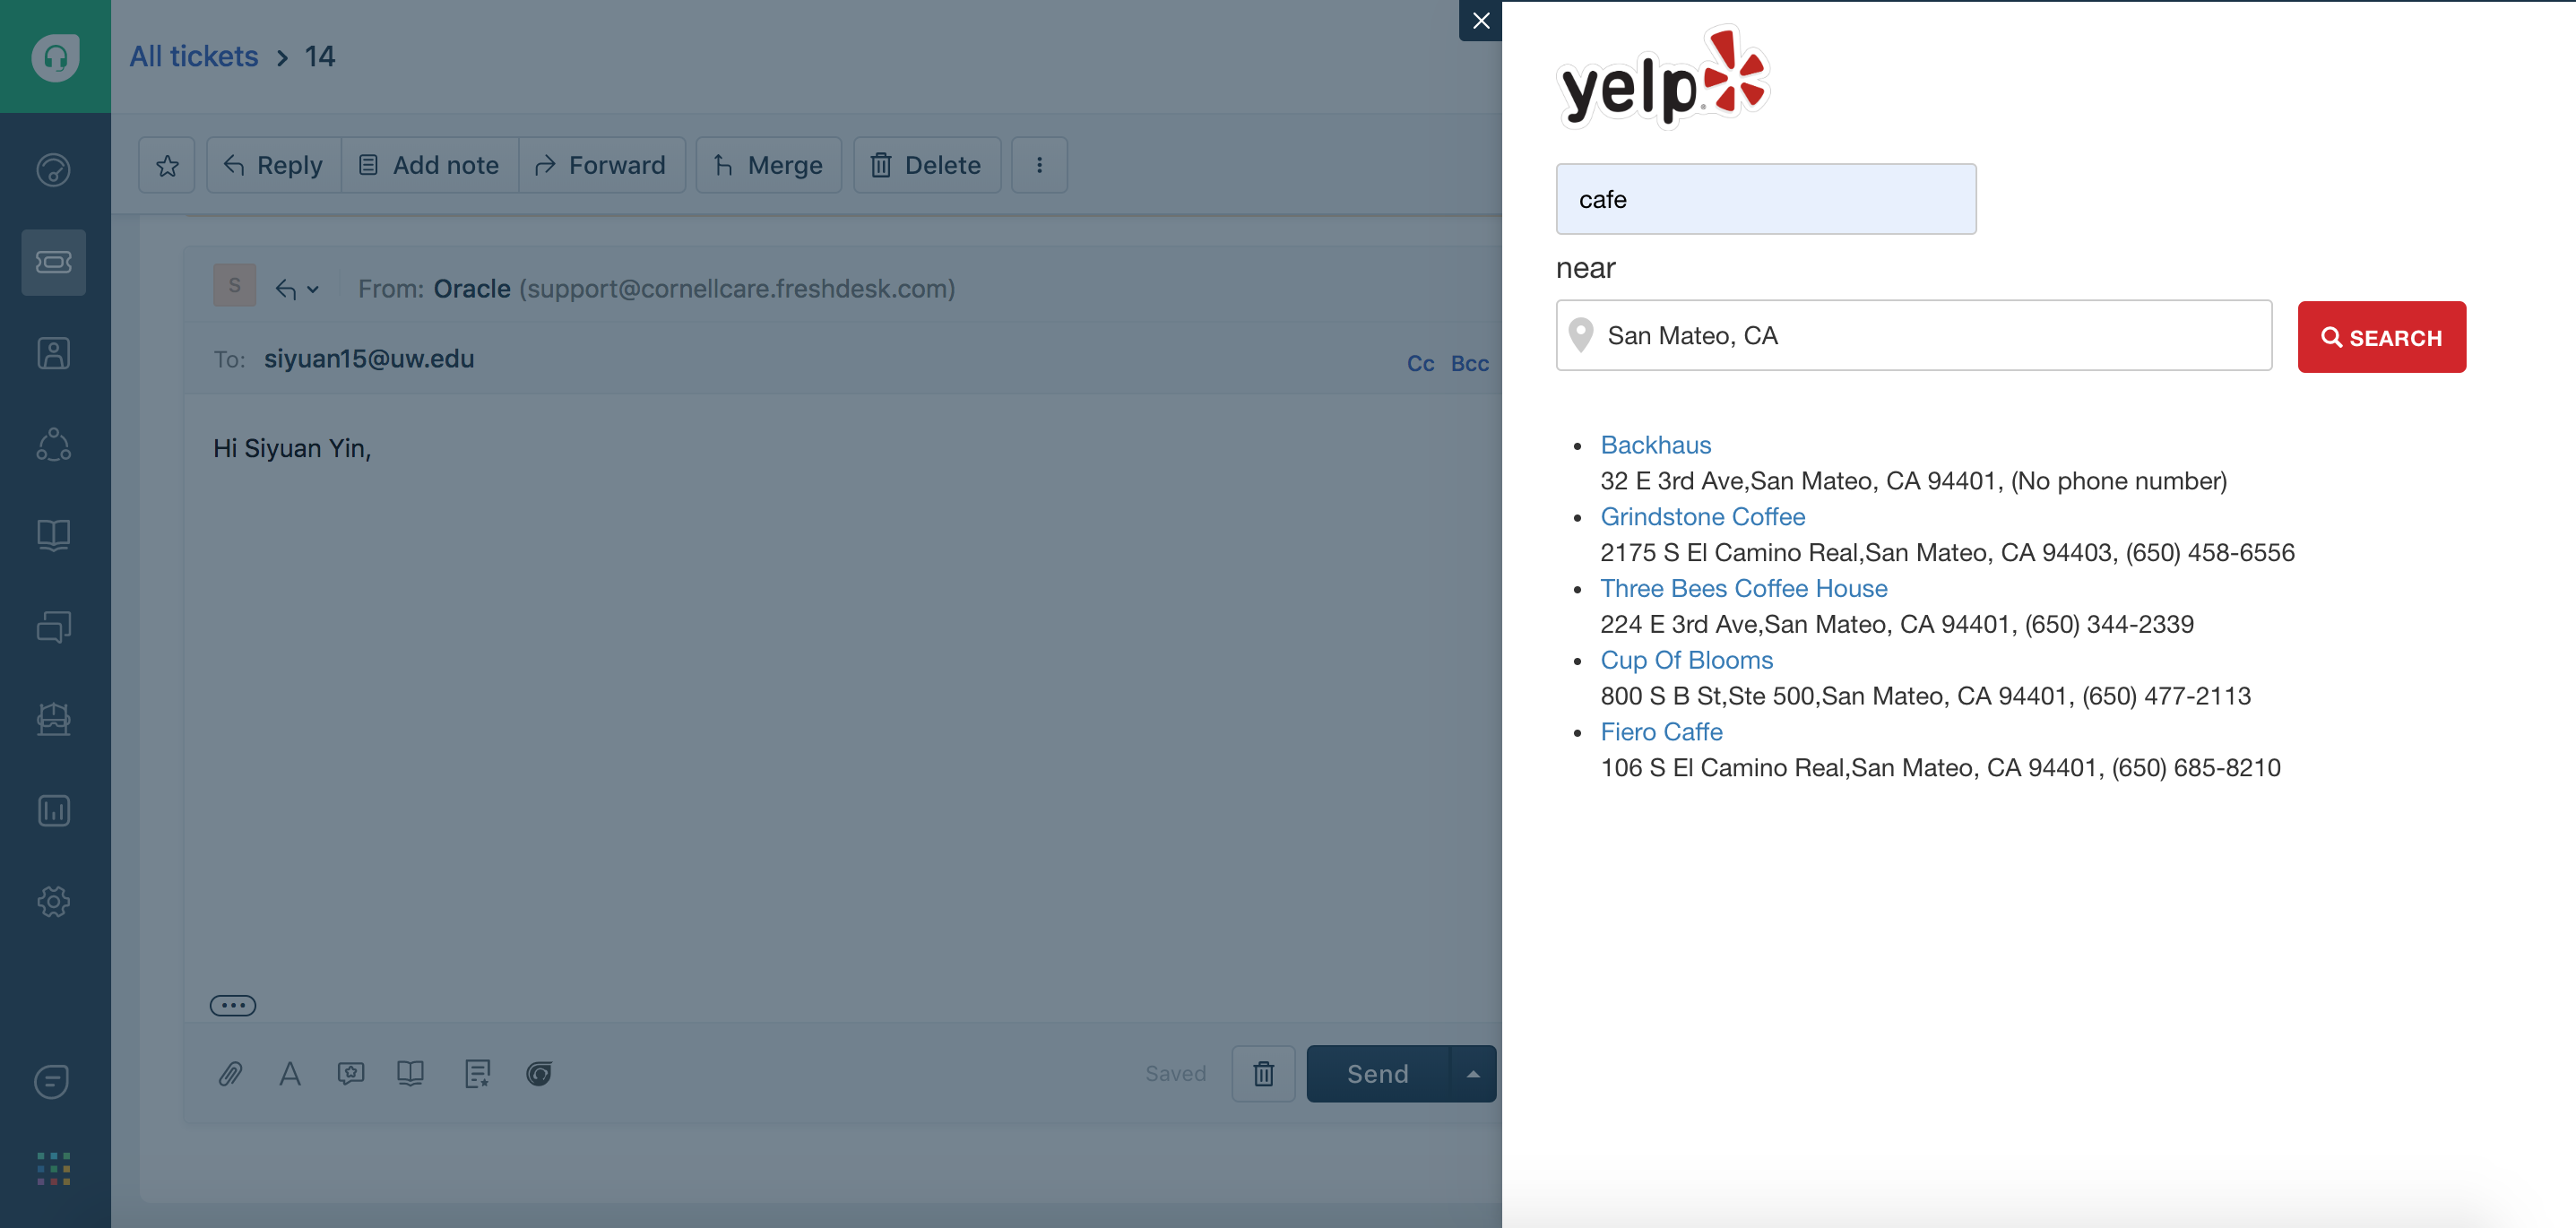 All tickets > 14
Reply
Add note
Forward
Merge
Delete
S
From: Oracle (support@cornellcare.freshdesk.com)
To: siyuan15@uw.edu
Cc Bcc
Hi Siyuan Yin,
Saved
Send
yelp
cafe
near
San Mateo, CA
SEARCH
Backhaus
32 E 3rd Ave,San Mateo, CA 94401, (No phone number)
Grindstone Coffee
2175 S El Camino Real,San Mateo, CA 94403, (650) 458-6556
Three Bees Coffee House
224 E 3rd Ave,San Mateo, CA 94401, (650) 344-2339
Cup Of Blooms
800 S B St,Ste 500,San Mateo, CA 94401, (650) 477-2113
Fiero Caffe
106 S El Camino Real,San Mateo, CA 94401, (650) 685-8210